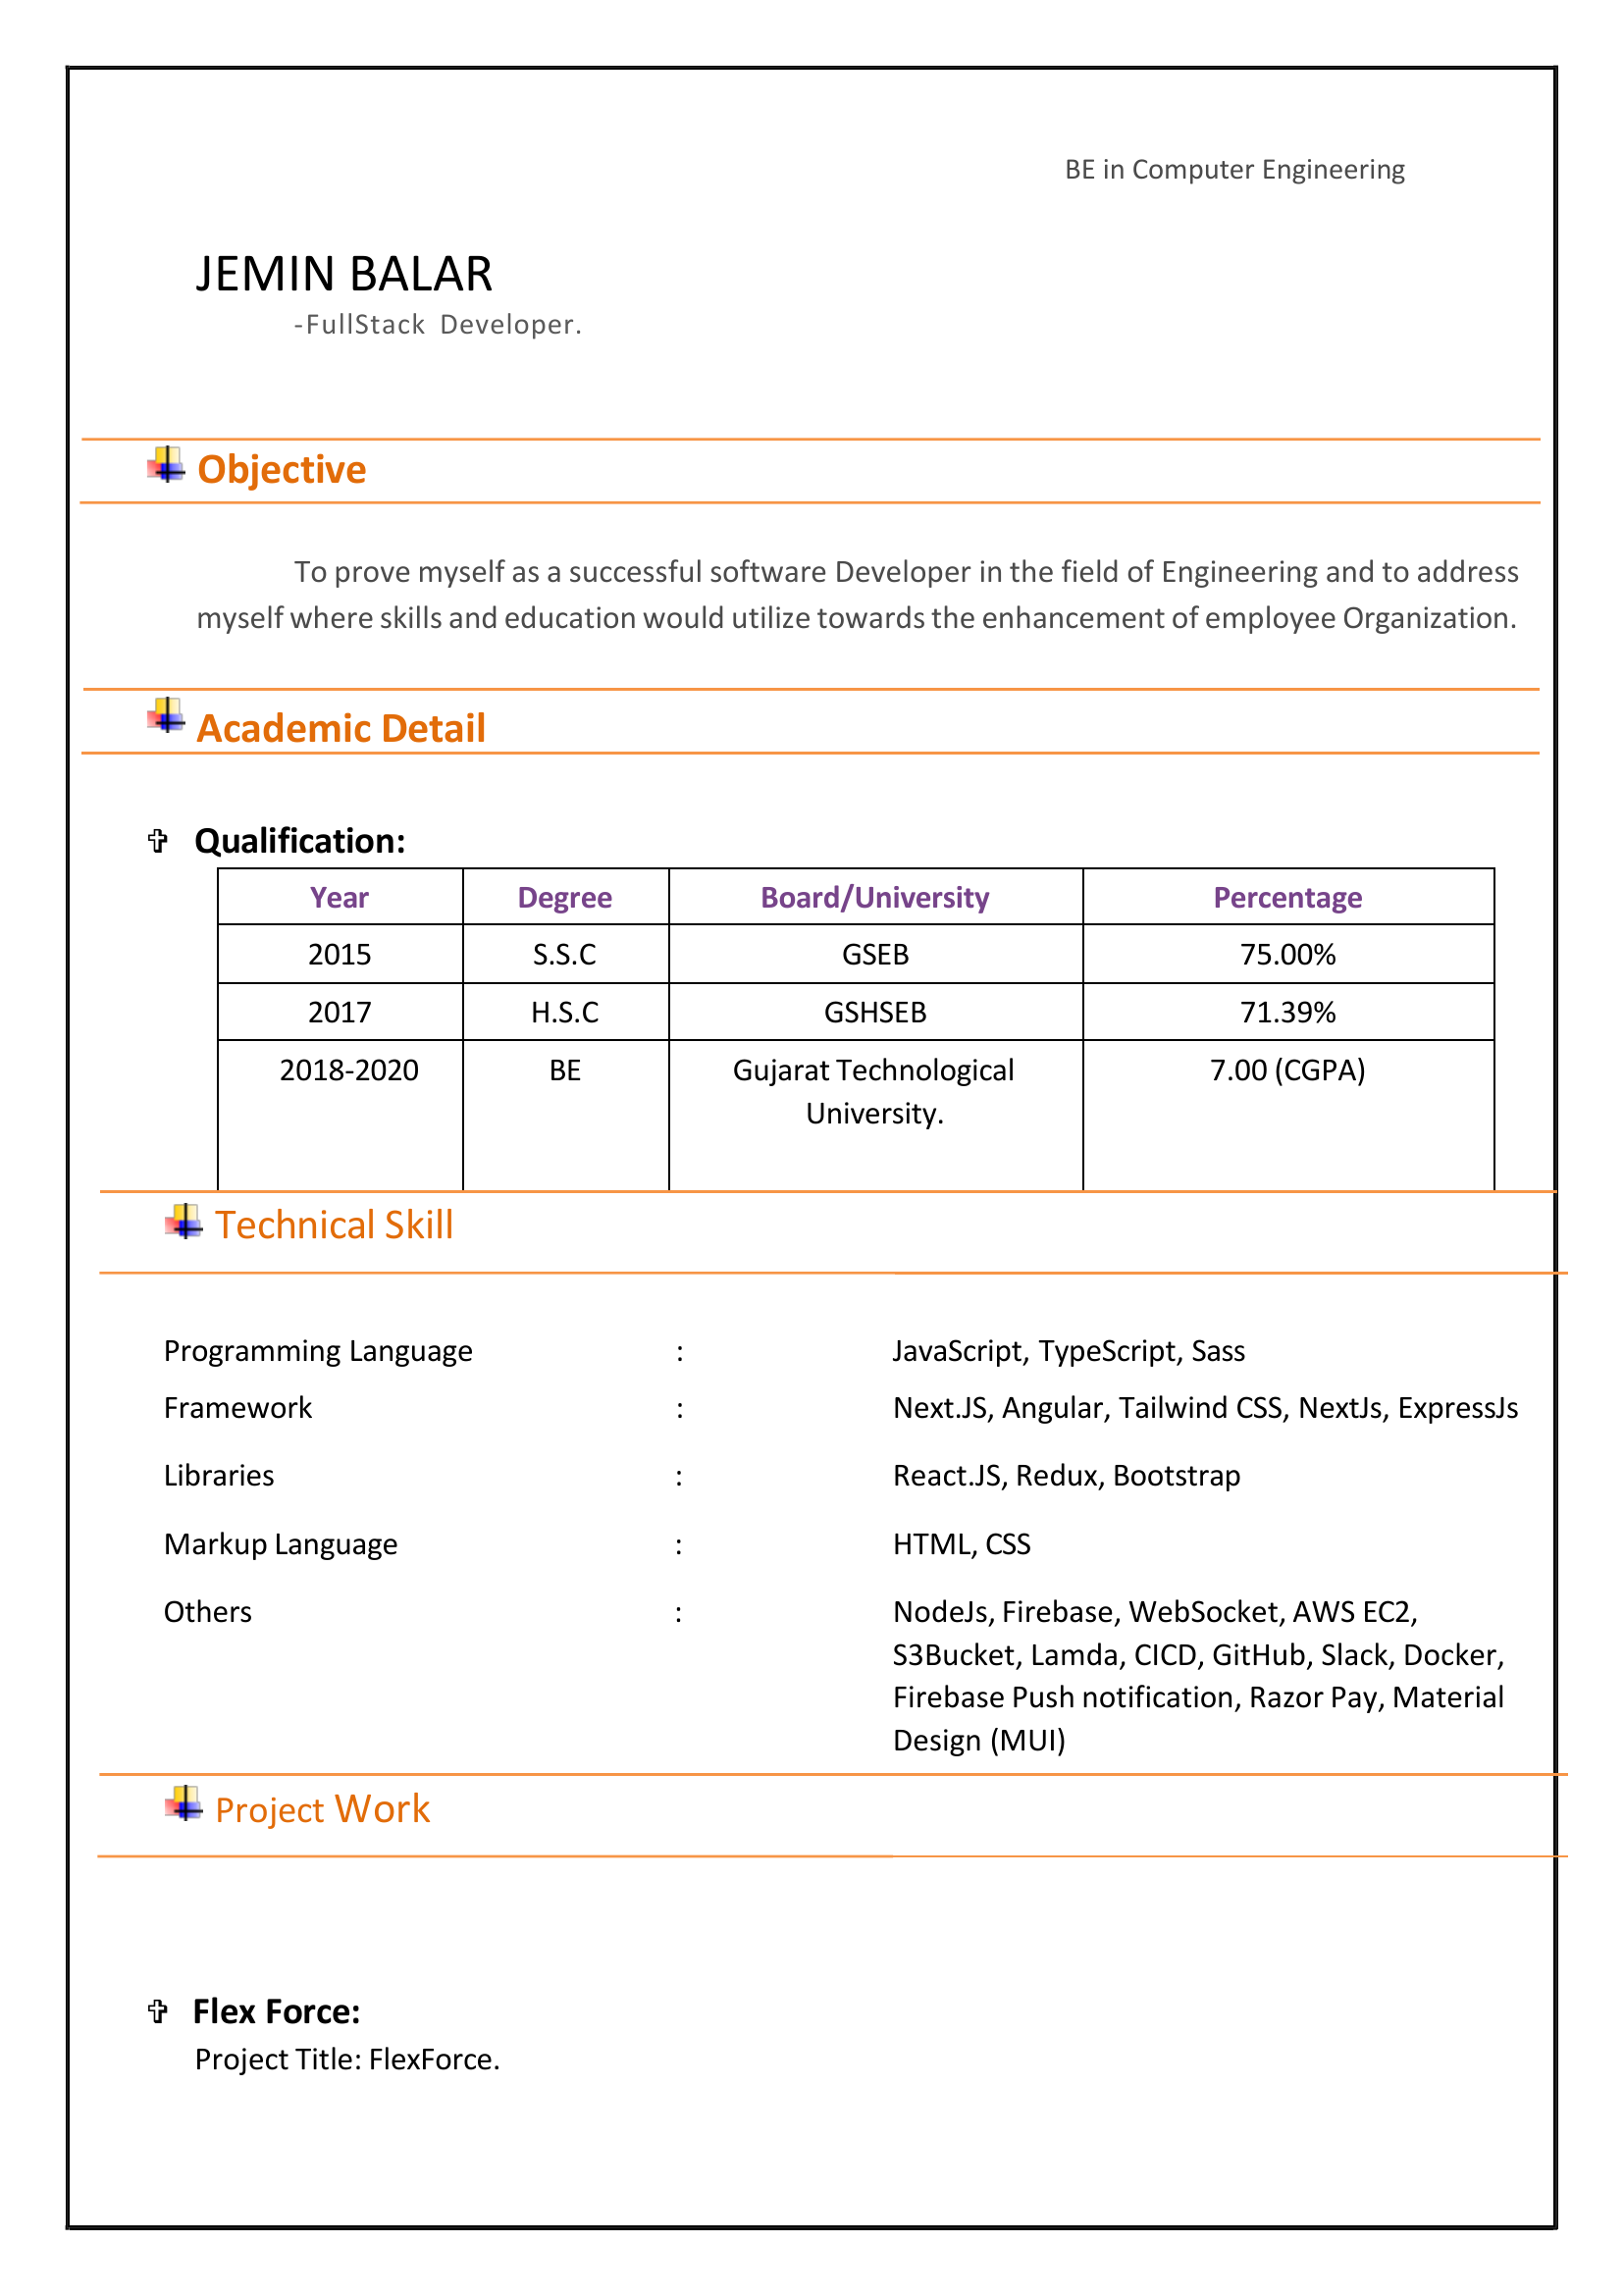 BE in Computer Engineering
JEMIN BALAR
-FullStack Developer.
Objective
To prove myself as a successful software Developer in the field of Engineering and to address
myself where skills and education would utilize towards the enhancement of employee Organization.
Academic Detail
✞ Qualification:
Year Degree Board/University Percentage
2015 S.S.C GSEB 75.00%
2017 H.S.C GSHSEB 71.39%
2018-2020 BE Gujarat Technological 7.00 (CGPA)
University.
Technical Skill
Programming Language : JavaScript, TypeScript, Sass
Framework : Next.JS, Angular, Tailwind CSS, NextJs, ExpressJs
Libraries : React.JS, Redux, Bootstrap
Markup Language : HTML, CSS
Others : NodeJs, Firebase, WebSocket, AWS EC2,
S3Bucket, Lamda, CICD, GitHub, Slack, Docker,
Firebase Push notification, Razor Pay, Material
Design (MUI)
Project Work
✞ Flex Force:
Project Title: FlexForce.